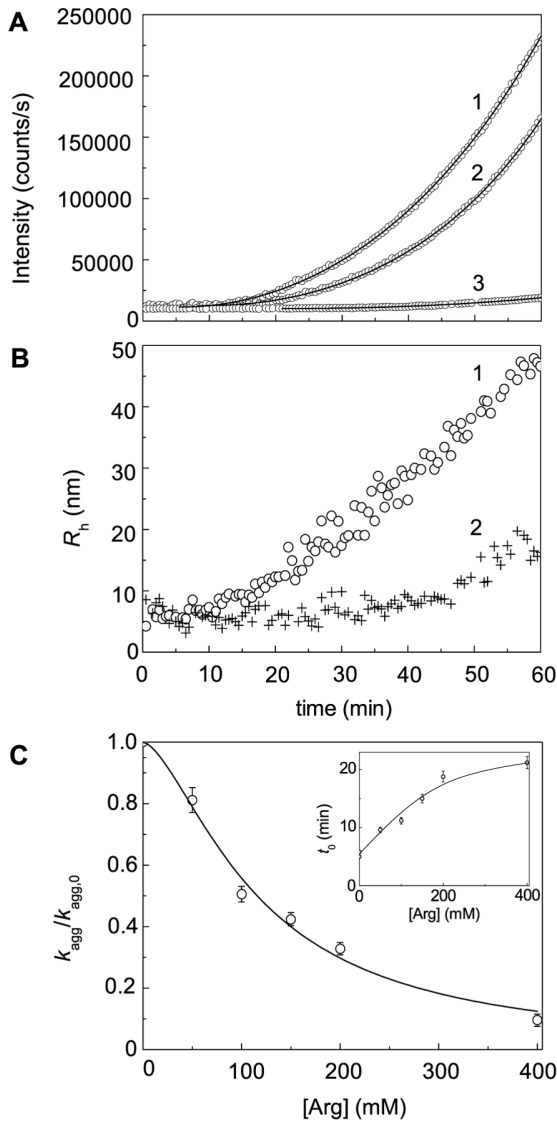 A
250000
200000
150000
100000
50000
0
Intensity (counts/s)
1
2
3
B
50
40
30
20
10
0
Rh (nm)
1
2
0 10 20 30 40 50 60
time (min)
C
1.0
0.8
0.6
0.4
0.2
0
kagg/kagg,0
20
10
0
t0 (min)
0 200 400
[Arg] (mM)
0 100 200 300 400
[Arg] (mM)